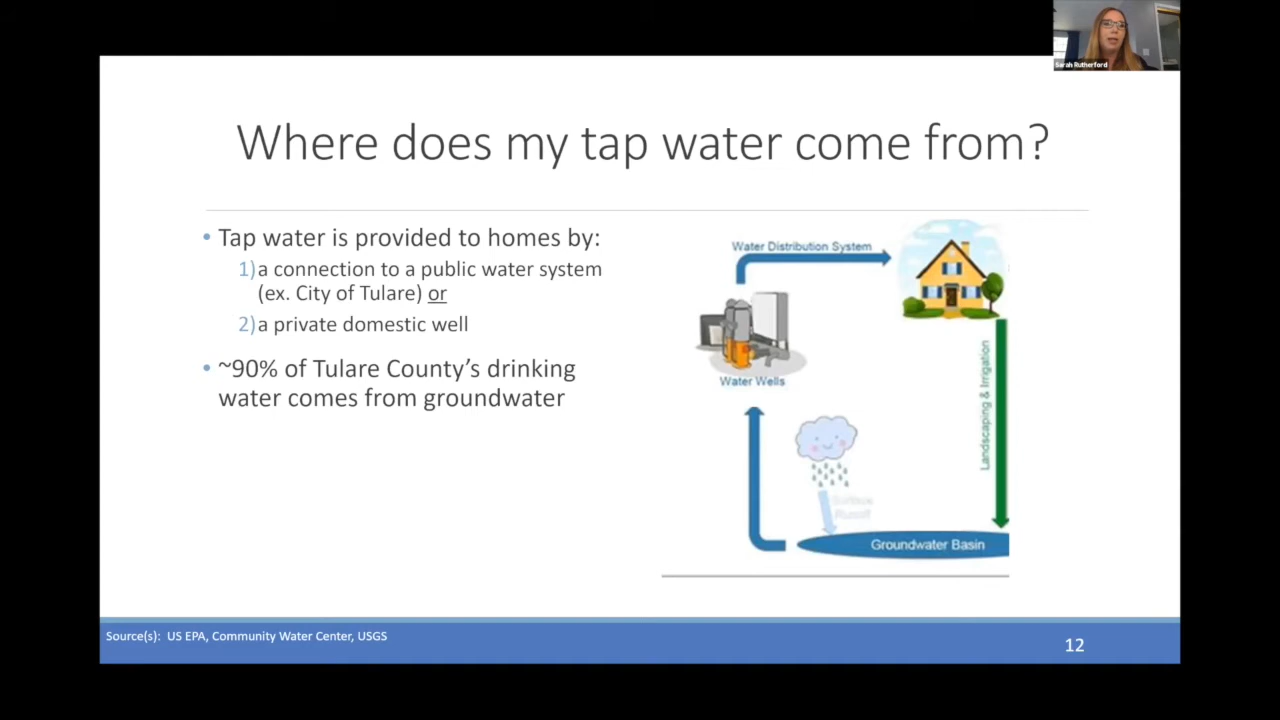 Sarah Rutherford
Where does my tap water come from?
• Tap water is provided to homes by:
1) a connection to a public water system
(ex. City of Tulare) or
2) a private domestic well
• ~90% of Tulare County’s drinking
water comes from groundwater
Water Distribution System
Water Wells
Landscaping & Irrigation
Surface
Runoff
Groundwater Basin
Source(s): US EPA, Community Water Center, USGS
12